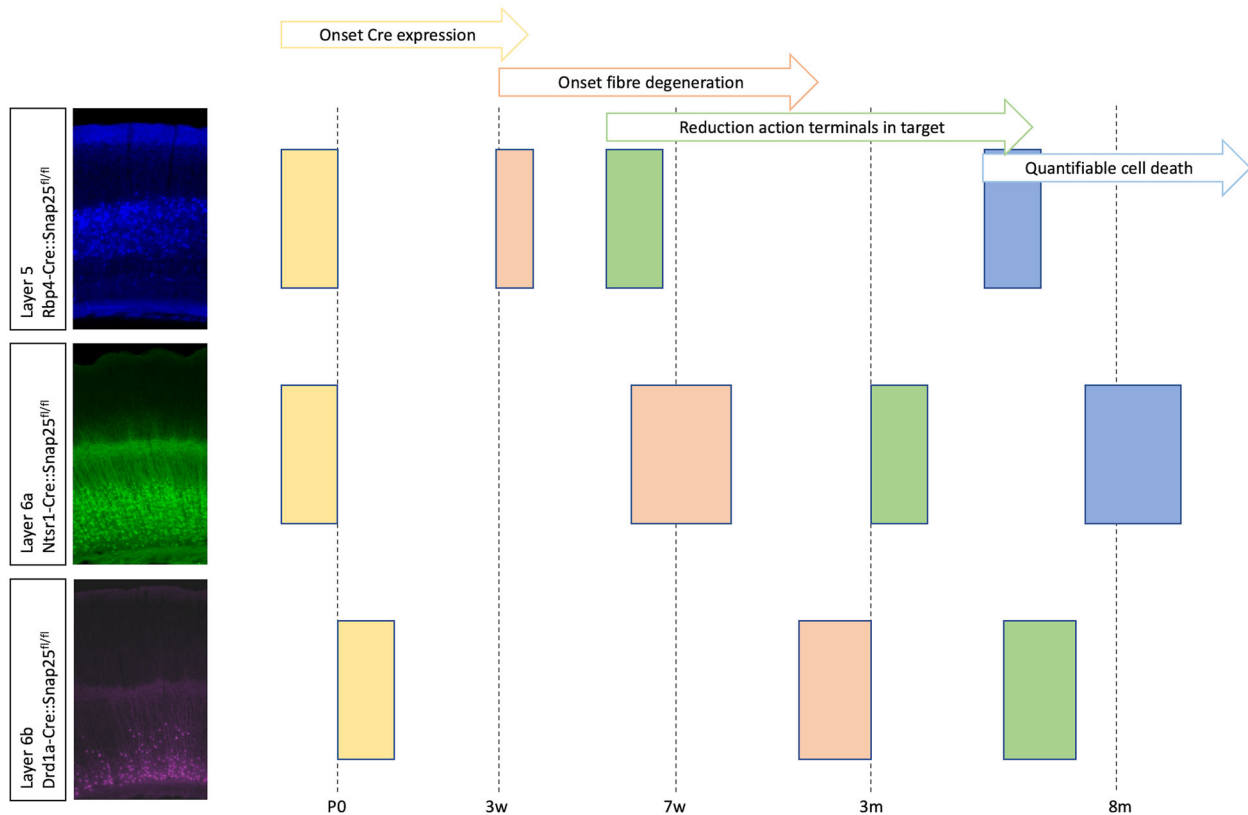 Onset Cre expression
Onset fibre degeneration
Reduction action terminals in target
Quantifiable cell death
Layer 5
Rbp4-Cre::Snap25fl/fl
Layer 6a
Ntsr1-Cre::Snap25fl/fl
Layer 6b
Drd1a-Cre::Snap25fl/fl
P0
3w
7w
3m
8m